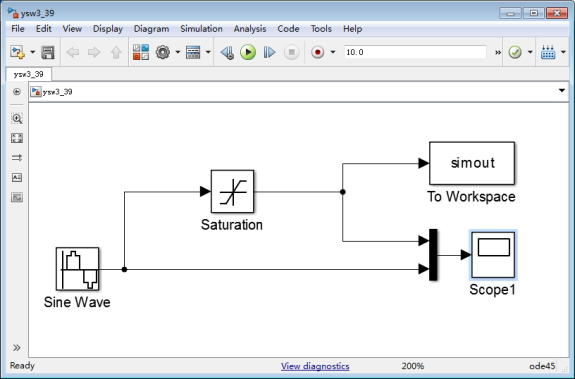 ysw3_39
File Edit View Display Diagram Simulation Analysis Code Tools Help
10.0
»
ysw3_39
ysw3_39
simout
To Workspace
Saturation
Sine Wave
Scope1
»
Ready View diagnostics 200% ode45